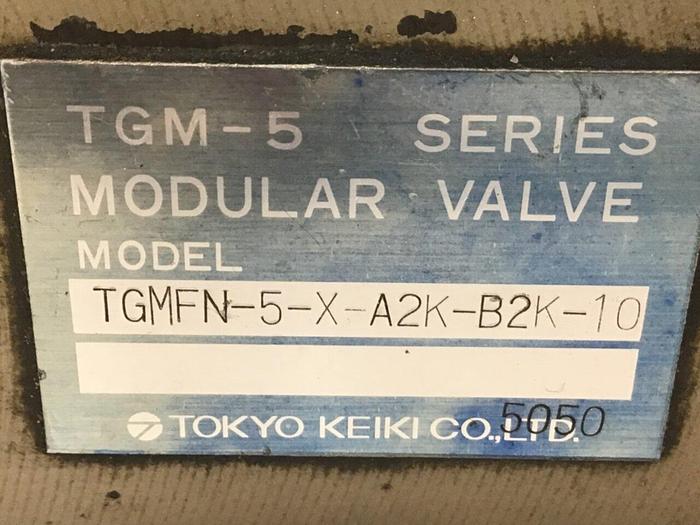 TGM-5 SERIES
MODULAR VALVE
MODEL
TGMFN-5-X-A2K-B2K-10
TOKYO KEIKI CO.,LTD.
5050